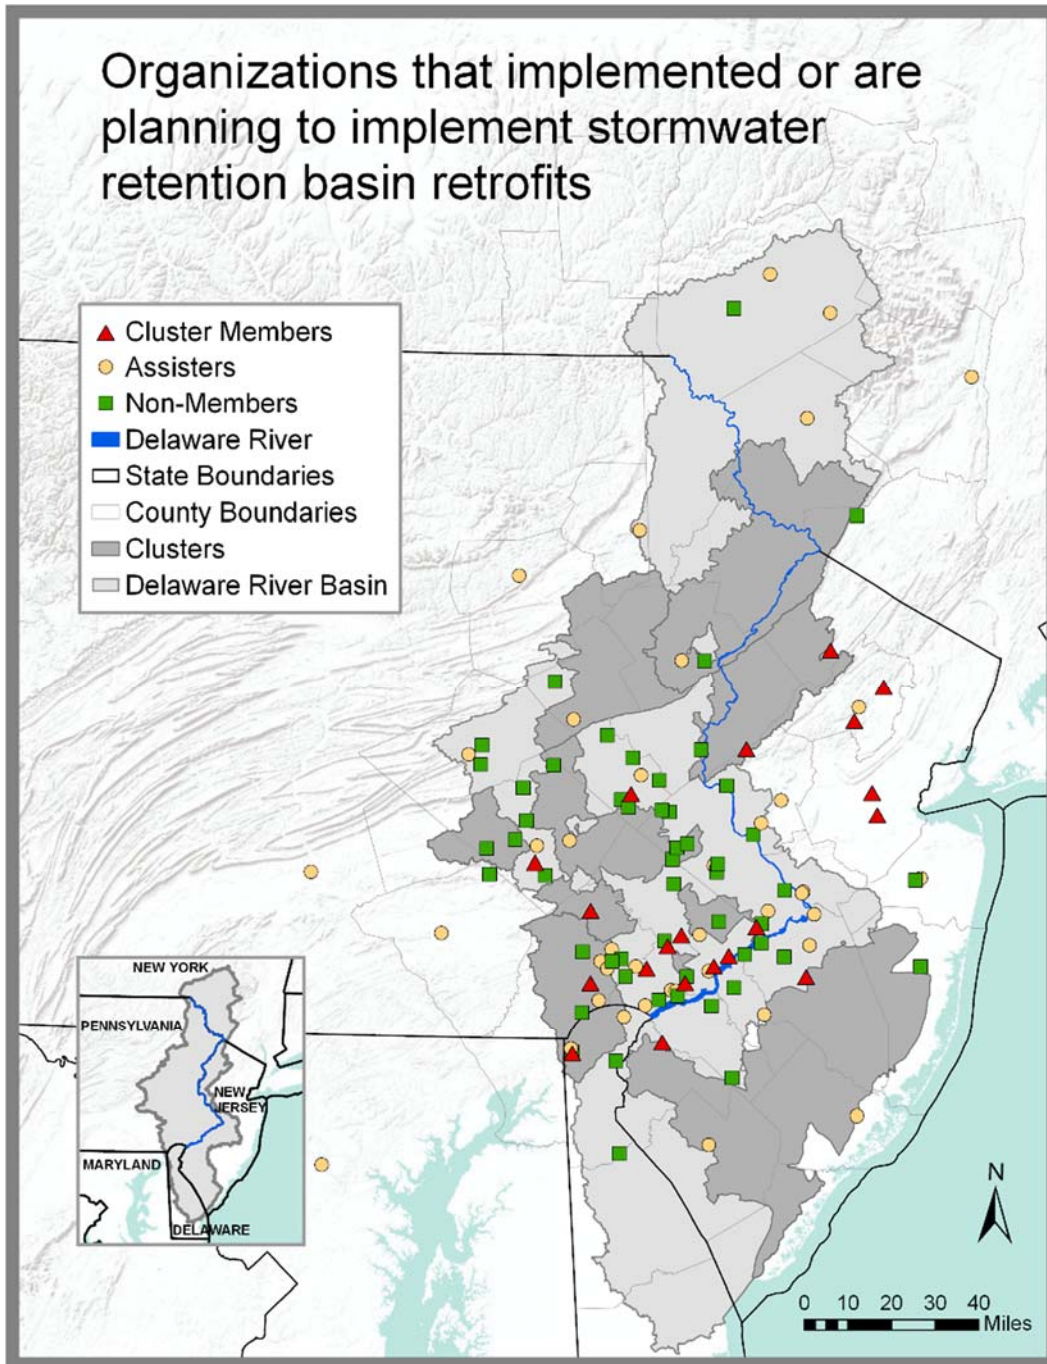 Organizations that implemented or are
planning to implement stormwater
retention basin retrofits
Cluster Members
Assisters
Non-Members
Delaware River
State Boundaries
County Boundaries
Clusters
Delaware River Basin
NEW YORK
PENNSYLVANIA
NEW
JERSEY
MARYLAND
DELAWARE
N
0 10 20 30 40
Miles